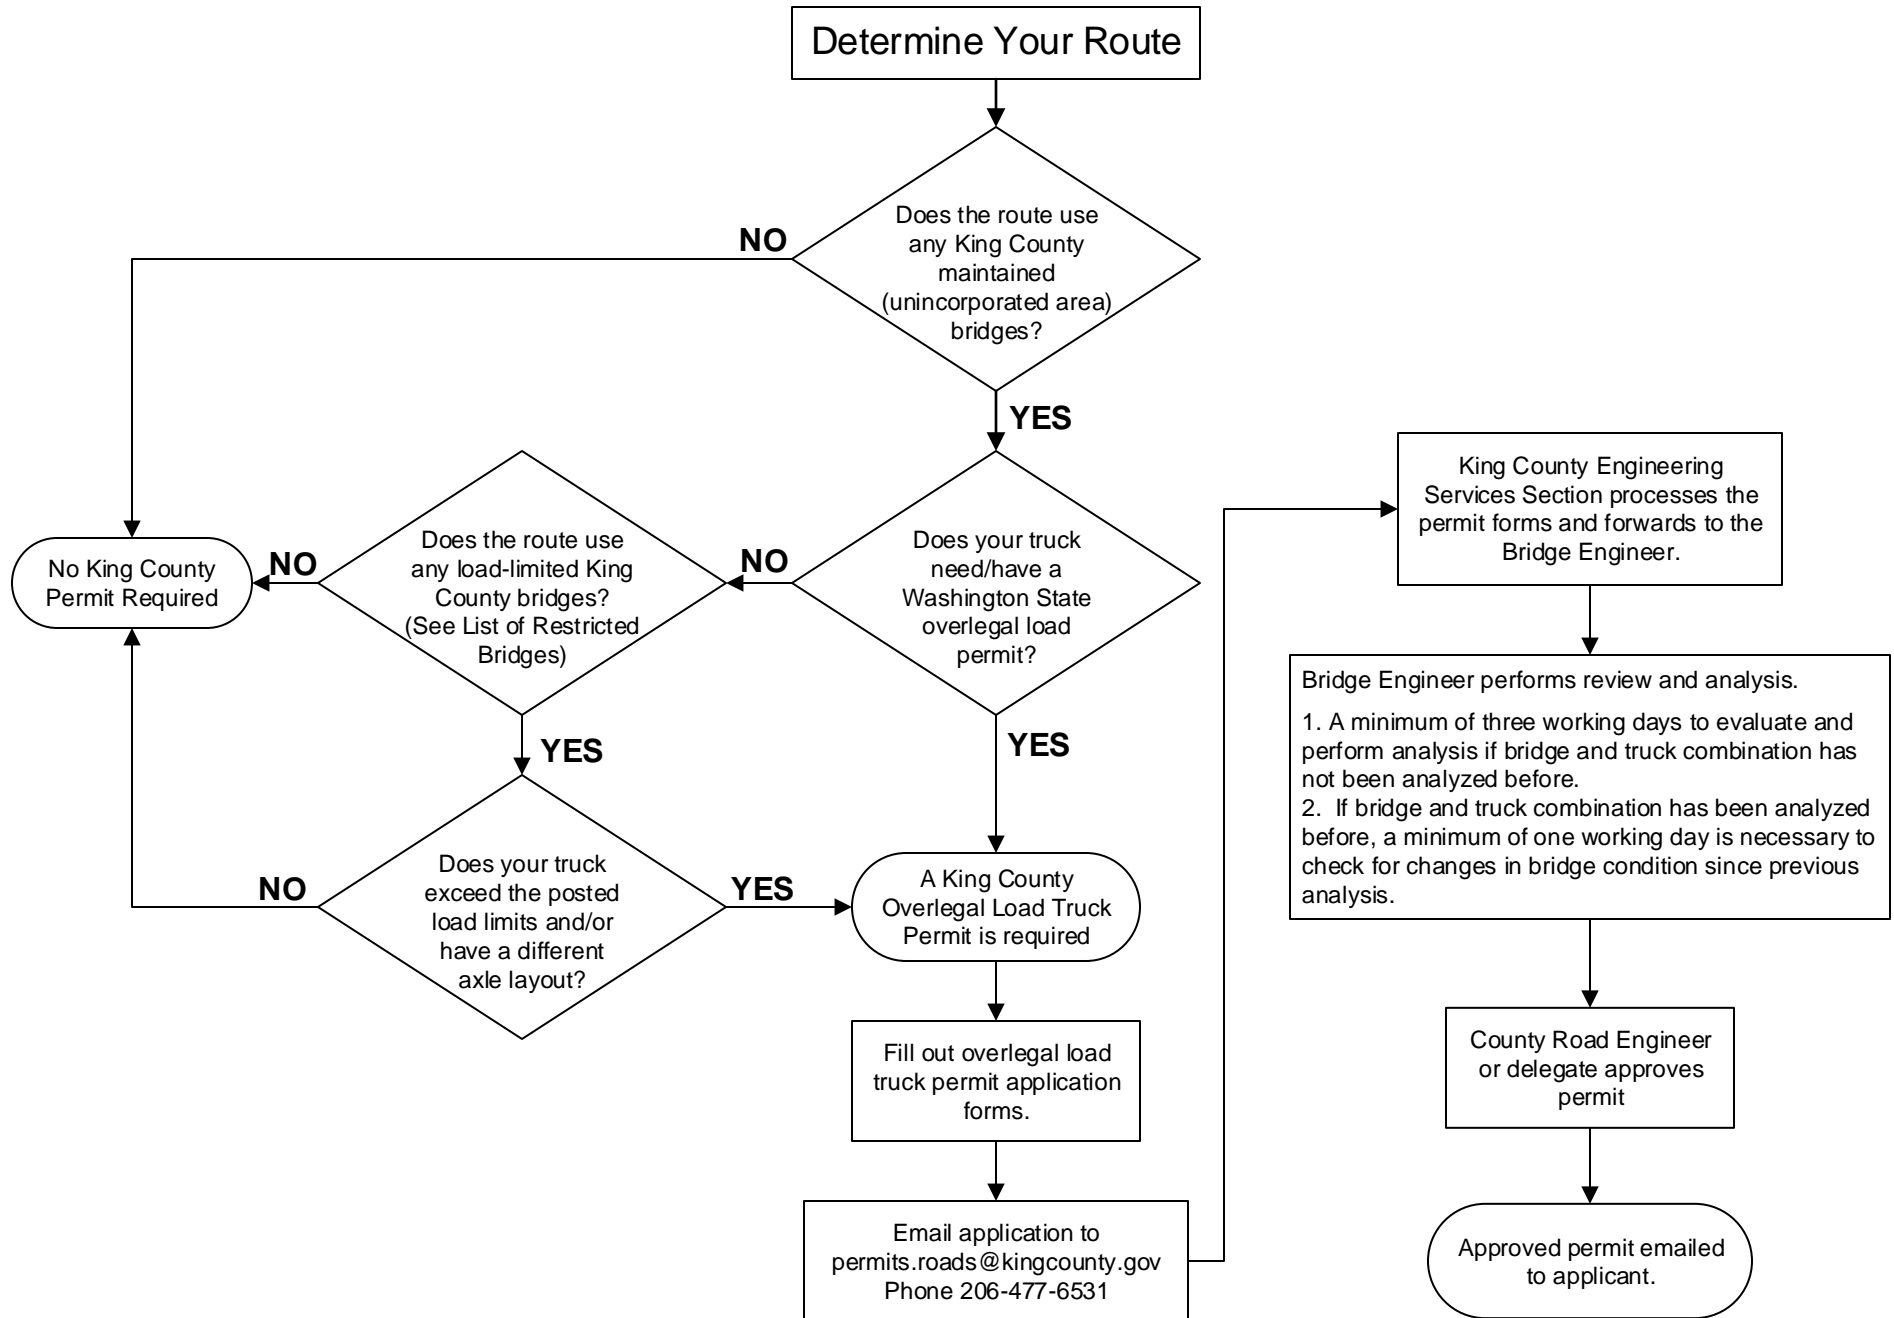 Determine Your Route
Does the route use
any King County
maintained
(unincorporated area)
bridges?
NO
YES
Does your truck
need/have a
Washington State
overlegal load
permit?
NO
YES
Does the route use
any load-limited King
County bridges?
(See List of Restricted
Bridges)
NO
YES
No King County
Permit Required
Does your truck
exceed the posted
load limits and/or
have a different
axle layout?
NO
YES
A King County
Overlegal Load Truck
Permit is required
Fill out overlegal load
truck permit application
forms.
Email application to
permits.roads@kingcounty.gov
Phone 206-477-6531
King County Engineering
Services Section processes the
permit forms and forwards to the
Bridge Engineer.
Bridge Engineer performs review and analysis.
1. A minimum of three working days to evaluate and
perform analysis if bridge and truck combination has
not been analyzed before.
2.  If bridge and truck combination has been analyzed
before, a minimum of one working day is necessary to
check for changes in bridge condition since previous
analysis.
County Road Engineer
or delegate approves
permit
Approved permit emailed
to applicant.